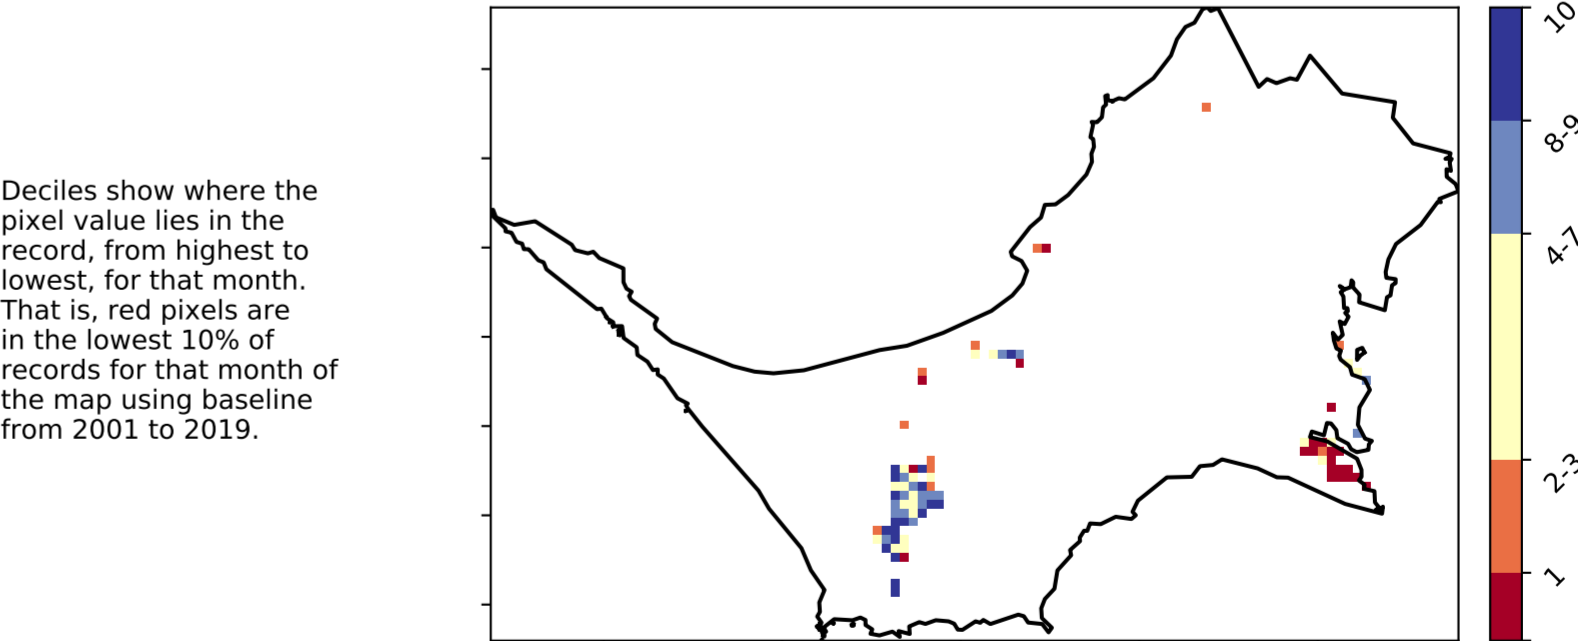 Deciles show where the
pixel value lies in the
record, from highest to
lowest, for that month.
That is, red pixels are
in the lowest 10% of
records for that month of
the map using baseline
from 2001 to 2019.
10
8-9
4-7
2-3
1